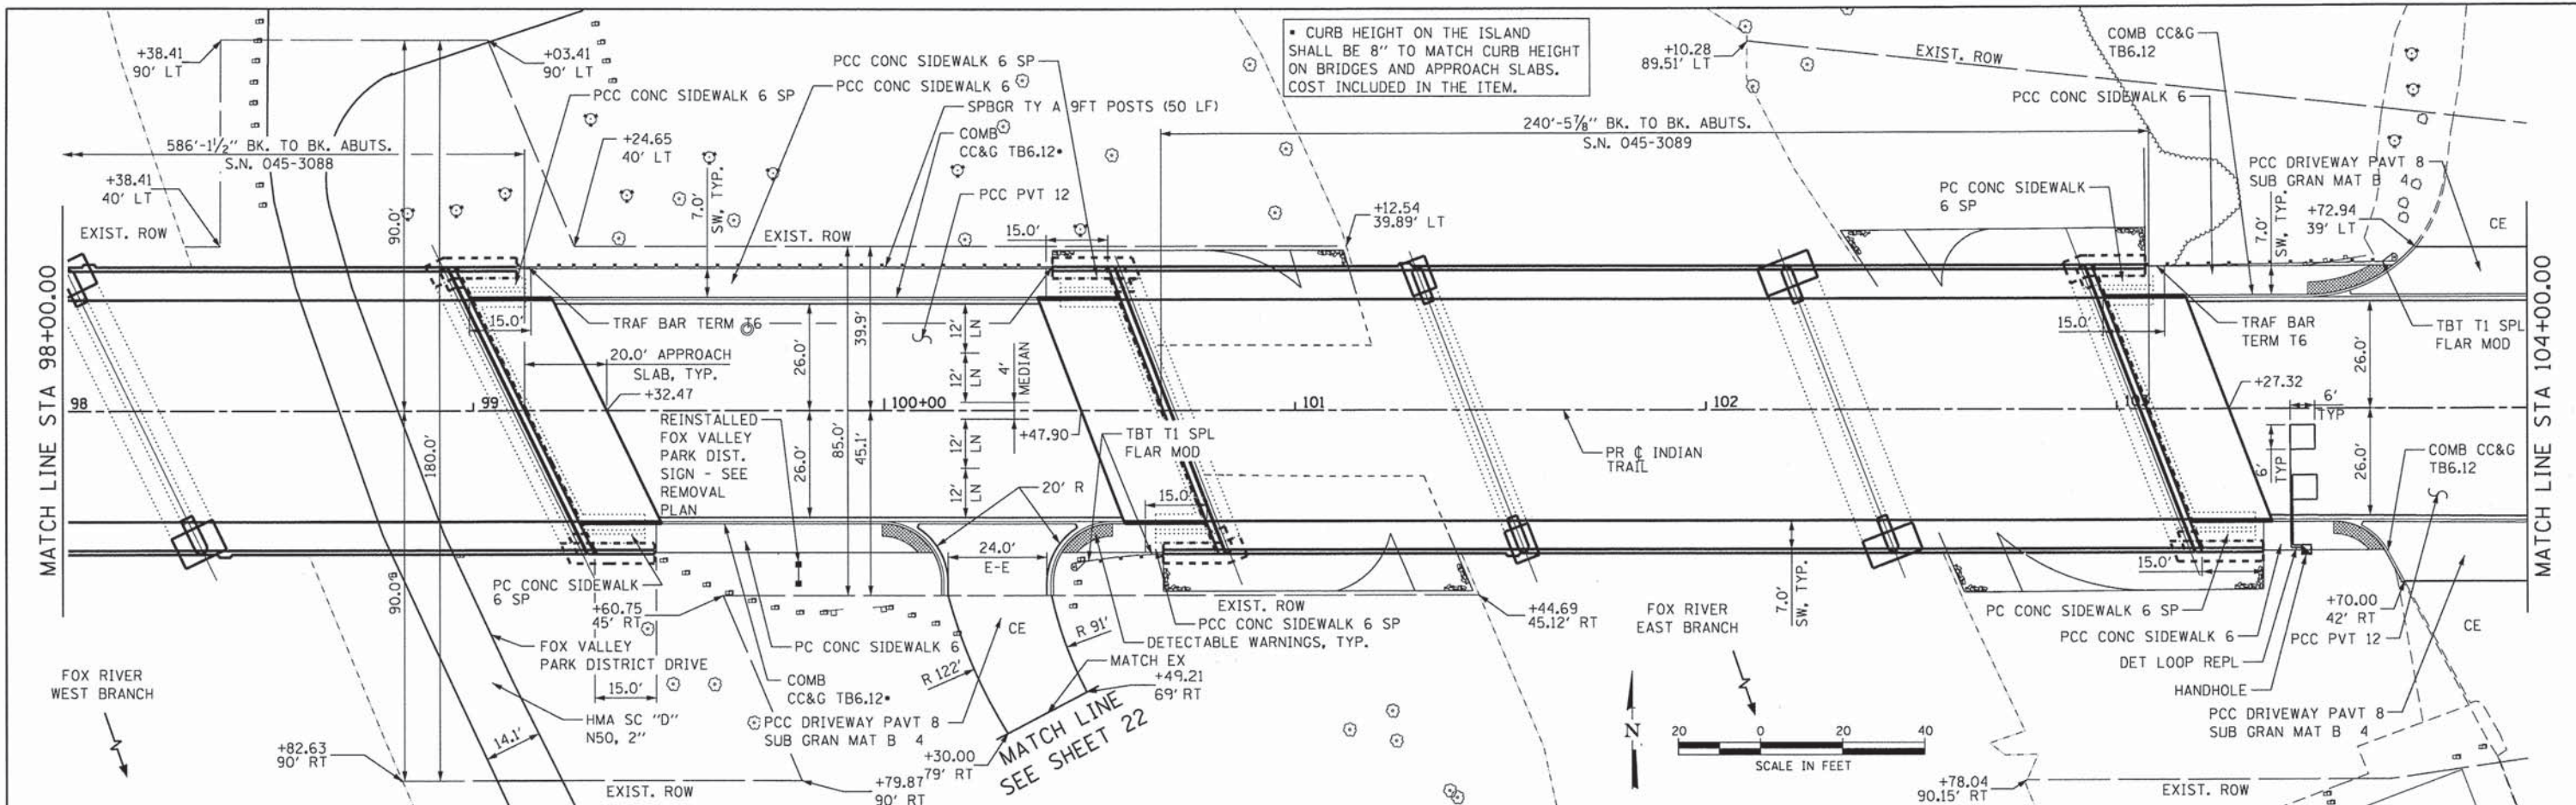 • CURB HEIGHT ON THE ISLAND
SHALL BE 8" TO MATCH CURB HEIGHT
ON BRIDGES AND APPROACH SLABS.
COST INCLUDED IN THE ITEM.
+38.41
90' LT
+03.41
90' LT
PCC CONC SIDEWALK 6 SP
PCC CONC SIDEWALK 6 SP
PCC CONC SIDEWALK 6
SPBGR TY A 9FT POSTS (50 LF)
COMB
CC&G TB6.12•
PCC PVT 12
+10.28
89.51' LT
EXIST. ROW
COMB CC&G
TB6.12
PCC CONC SIDEWALK 6
586'-1½" BK. TO BK. ABUTS.
S.N. 045-3088
+24.65
40' LT
240'-5⅞" BK. TO BK. ABUTS.
S.N. 045-3089
PCC DRIVEWAY PAVT 8
SUB GRAN MAT B 4
+38.41
40' LT
7.0'
SW, TYP.
PC CONC SIDEWALK
6 SP
+72.94
39' LT
7.0'
SW, TYP.
CE
EXIST. ROW
90.0'
EXIST. ROW
15.0'
+12.54
39.89' LT
MATCH LINE STA 98+00.00
15.0'
TRAF BAR TERM T6
20.0' APPROACH
SLAB, TYP.
+32.47
26.0'
39.9'
12'
LN
12'
LN
4'
MEDIAN
15.0'
TRAF BAR
TERM T6
TBT T1 SPL
FLAR MOD
26.0'
+27.32
MATCH LINE STA 104+00.00
98
99
100+00
101
102
103
6'
TYP
180.0'
REINSTALLED
FOX VALLEY
PARK DIST.
SIGN - SEE
REMOVAL
PLAN
26.0'
85.0'
45.1'
12'
LN
12'
LN
+47.90
TBT T1 SPL
FLAR MOD
20' R
15.0'
PR ℄ INDIAN
TRAIL
6'
TYP
26.0'
COMB CC&G
TB6.12
24.0'
E-E
90.0'
PC CONC SIDEWALK
6 SP
+60.75
45' RT
EXIST. ROW
PCC CONC SIDEWALK 6 SP
+44.69
45.12' RT
FOX RIVER
EAST BRANCH
7.0'
SW, TYP.
15.0'
PC CONC SIDEWALK 6 SP
+70.00
42' RT
CE
FOX VALLEY
PARK DISTRICT DRIVE
PC CONC SIDEWALK 6
CE
R 91'
DETECTABLE WARNINGS, TYP.
PCC CONC SIDEWALK 6
PCC PVT 12
FOX RIVER
WEST BRANCH
15.0'
R 122'
MATCH EX
+49.21
69' RT
DET LOOP REPL
HANDHOLE
COMB
CC&G TB6.12•
HMA SC "D"
N50, 2"
14.1'
PCC DRIVEWAY PAVT 8
SUB GRAN MAT B 4
MATCH LINE
SEE SHEET 22
PCC DRIVEWAY PAVT 8
SUB GRAN MAT B 4
+82.63
90' RT
+30.00
79' RT
N
20 0 20 40
SCALE IN FEET
EXIST. ROW
+79.87
90' RT
+78.04
90.15' RT
EXIST. ROW